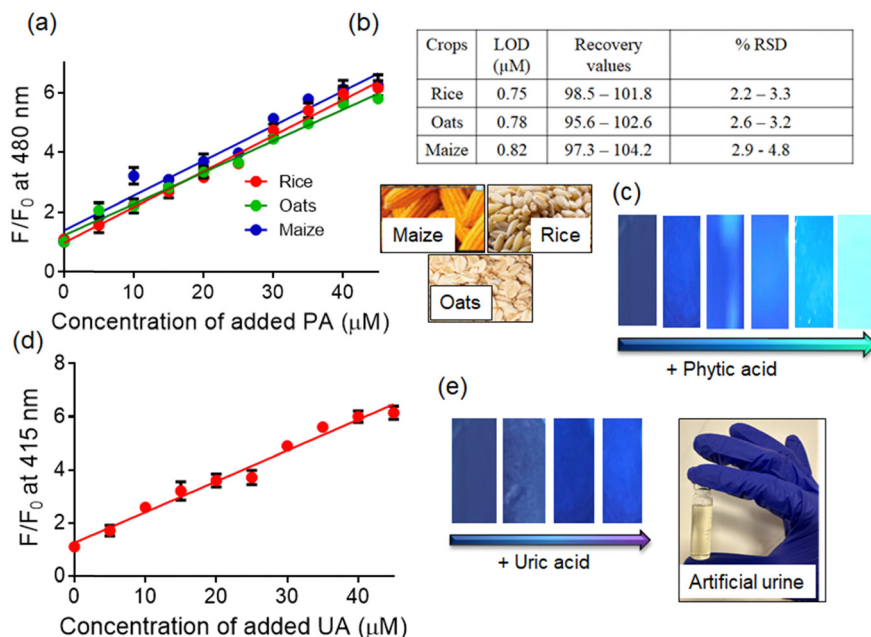 (a)
F/F0 at 480 nm
6
4
2
0
Rice
Oats
Maize
0 10 20 30 40
Concentration of added PA (μM)
(b)
Crops LOD (μM) Recovery values % RSD
Rice 0.75 98.5 – 101.8 2.2 – 3.3
Oats 0.78 95.6 – 102.6 2.6 – 3.2
Maize 0.82 97.3 – 104.2 2.9 - 4.8
Maize
Rice
Oats
(c)
+ Phytic acid
(d)
F/F0 at 415 nm
8
6
4
2
0
0 10 20 30 40
Concentration of added UA (μM)
(e)
+ Uric acid
Artificial urine